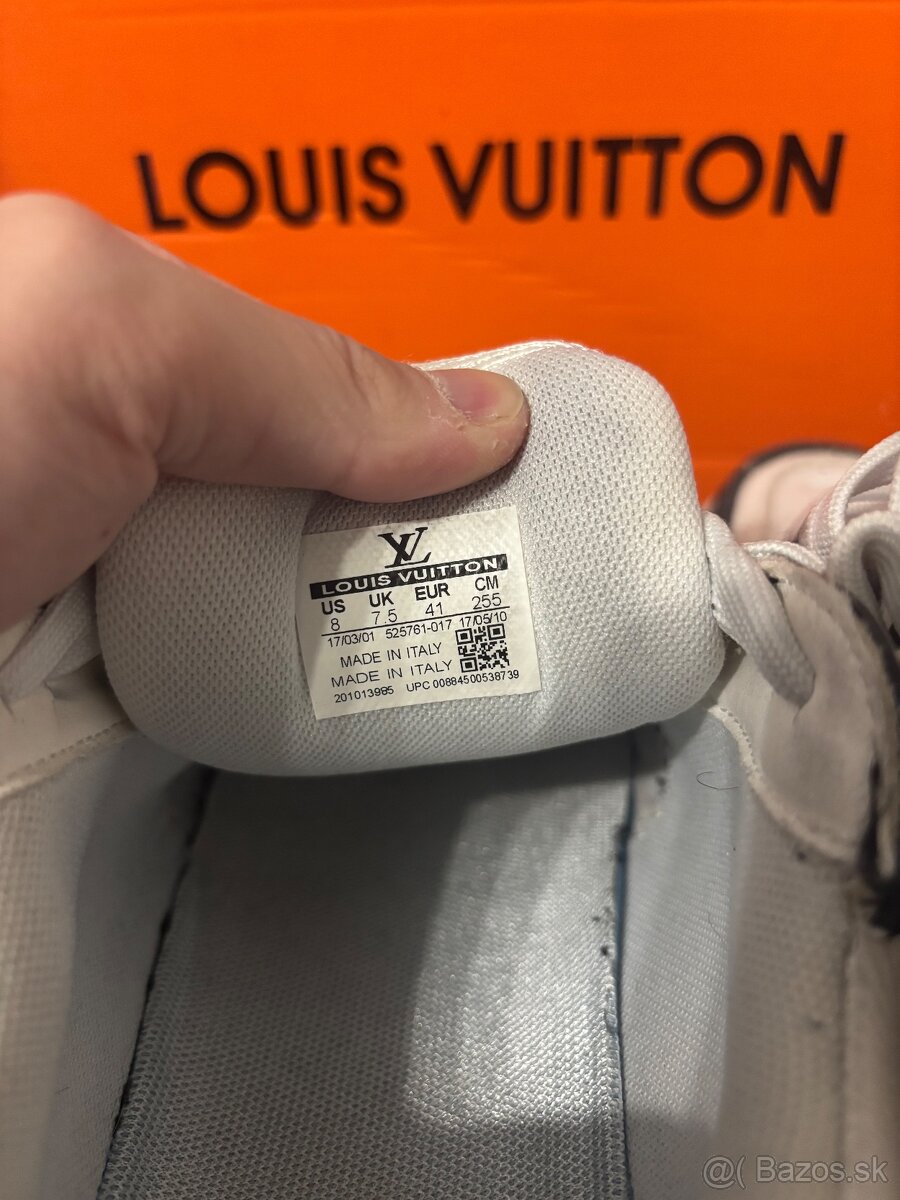 LOUIS VUITTON
LV
LOUIS VUITTON
US UK EUR CM
8 7.5 41 255
17/03/01 525761-017 17/05/10
MADE IN ITALY
MADE IN ITALY
201013985 UPC 00884500538739
@( Bazos.sk